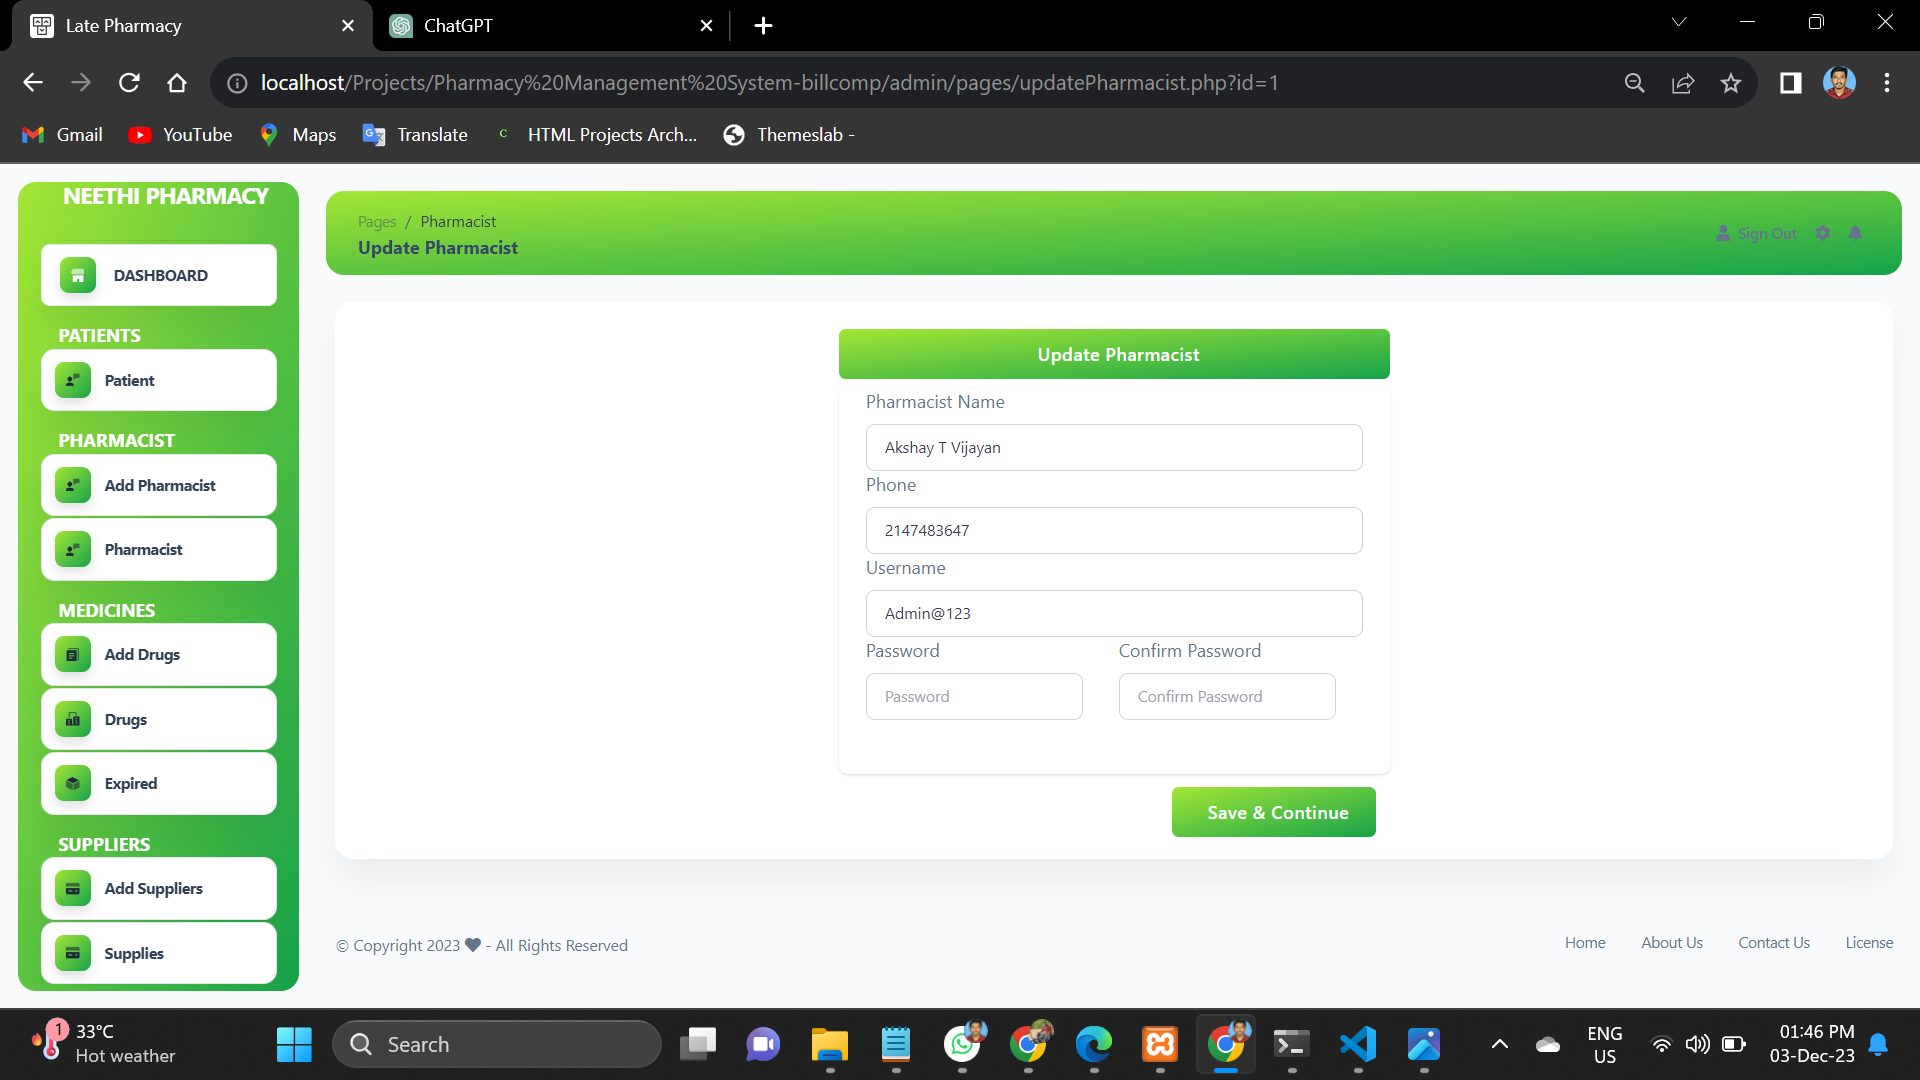 Late Pharmacy
ChatGPT
localhost/Projects/Pharmacy%20Management%20System-billcomp/admin/pages/updatePharmacist.php?id=1
Gmail
YouTube
Maps
Translate
C
HTML Projects Arch...
Themeslab -
NEETHI PHARMACY
DASHBOARD
PATIENTS
Patient
PHARMACIST
Add Pharmacist
Pharmacist
MEDICINES
Add Drugs
Drugs
Expired
SUPPLIERS
Add Suppliers
Supplies
Pages / Pharmacist
Update Pharmacist
Sign Out
Update Pharmacist
Pharmacist Name
Akshay T Vijayan
Phone
2147483647
Username
Admin@123
Password
Confirm Password
Password
Confirm Password
Save & Continue
© Copyright 2023 🖤 - All Rights Reserved
Home
About Us
Contact Us
License
1
33°C
Hot weather
Search
ENG
US
01:46 PM
03-Dec-23